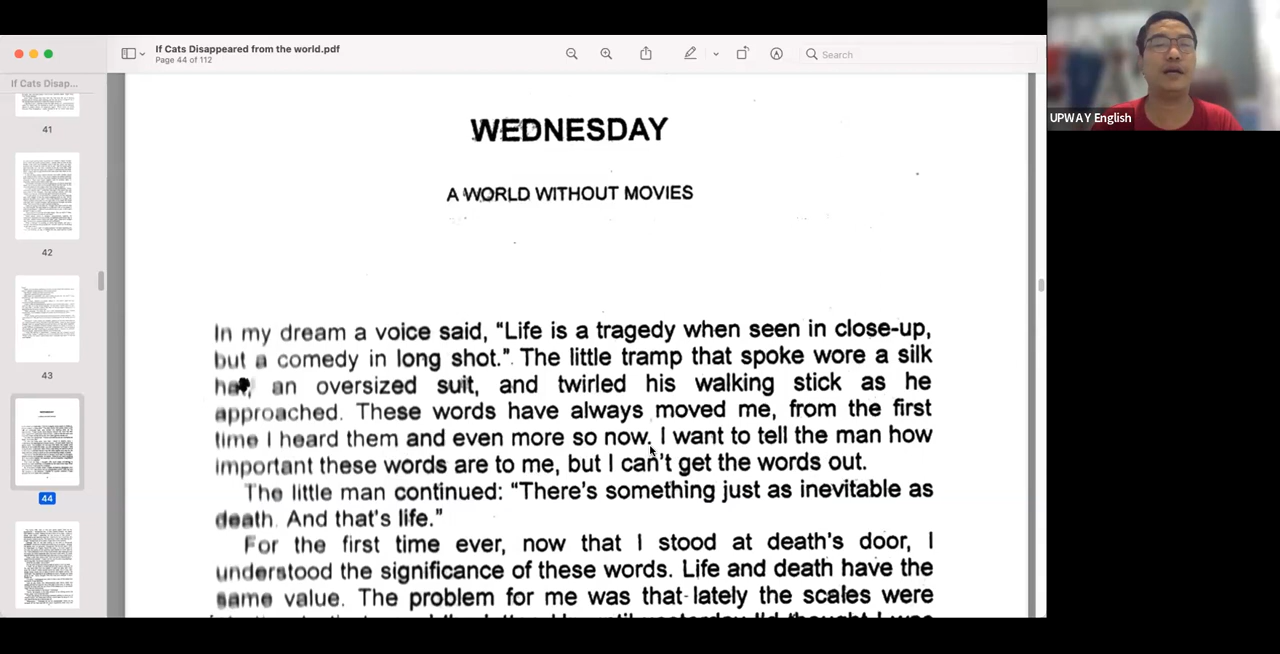 If Cats Disappeared from the world.pdf
Page 44 of 112
Search
If Cats Disap...
41
42
43
44
UPWAY English
WEDNESDAY
A WORLD WITHOUT MOVIES
In my dream a voice said, “Life is a tragedy when seen in close-up,
but a comedy in long shot.” The little tramp that spoke wore a silk
an oversized suit, and twirled his walking stick as he
approached. These words have always moved me, from the first
time I heard them and even more so now. I want to tell the man how
important these words are to me, but I can't get the words out.
The little man continued: “There's something just as inevitable as
death. And that's life.”
For the first time ever, now that I stood at death's door, I
understood the significance of these words. Life and death have the
same value. The problem for me was that lately the scales were